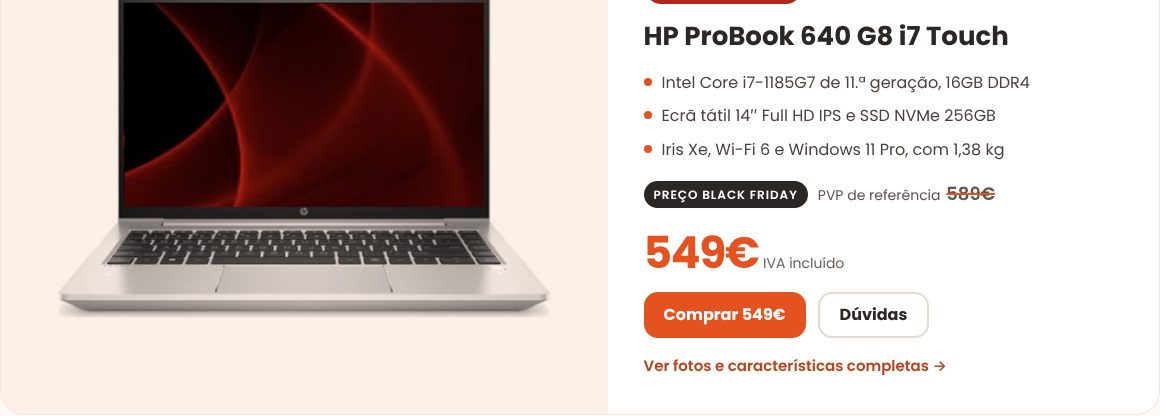 HP ProBook 640 G8 i7 Touch
Intel Core i7-1185G7 de 11.ª geração, 16GB DDR4
Ecrã tátil 14″ Full HD IPS e SSD NVMe 256GB
Iris Xe, Wi-Fi 6 e Windows 11 Pro, com 1,38 kg
PREÇO BLACK FRIDAY PVP de referência 589€
549€ IVA incluído
Comprar 549€ Dúvidas
Ver fotos e características completas →
hp